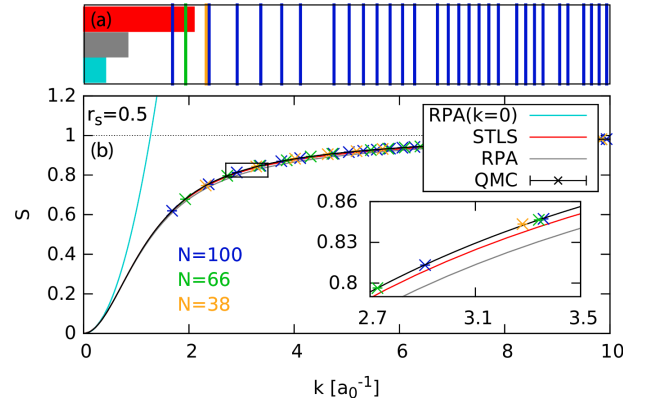 (a)
1.2
1
0.8
0.6
0.4
0.2
0
S
r_s=0.5
(b)
RPA(k=0)
STLS
RPA
QMC
N=100
N=66
N=38
0.86
0.83
0.8
2.7 3.1 3.5
0 2 4 6 8 10
k [a₀⁻¹]